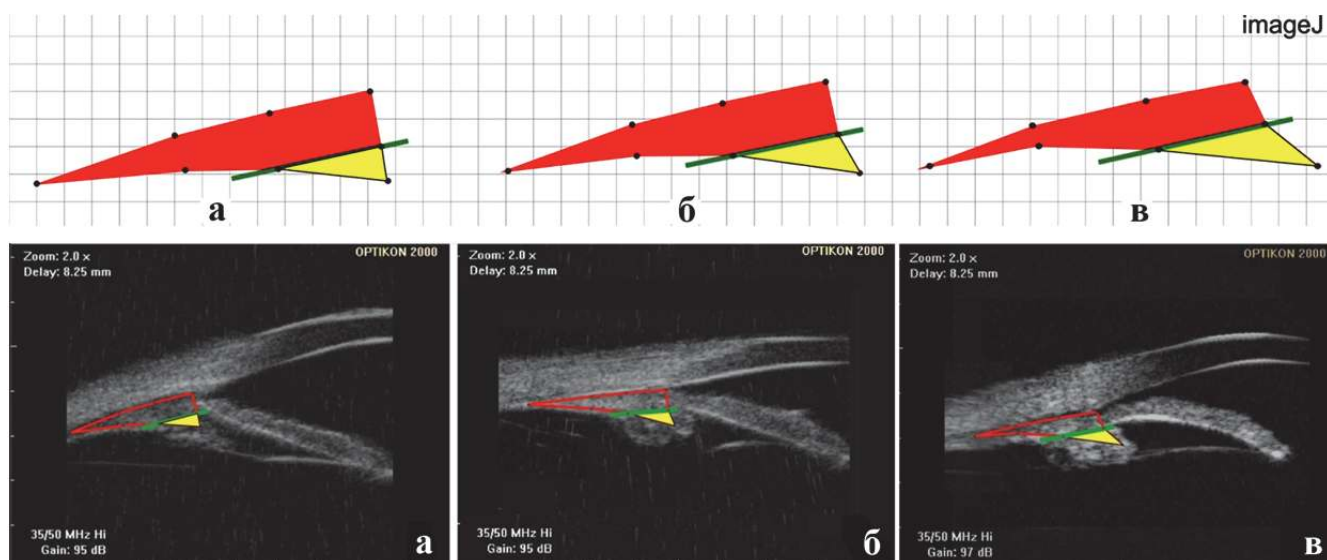 imageJ
а
б
в
Zoom: 2.0 x
Delay: 8.25 mm
OPTIKON 2000
35/50 MHz Hi
Gain: 95 dB
а
Zoom: 2.0 x
Delay: 8.25 mm
OPTIKON 2000
35/50 MHz Hi
Gain: 95 dB
б
Zoom: 2.0 x
Delay: 8.25 mm
OPTIKON 2000
35/50 MHz Hi
Gain: 97 dB
в